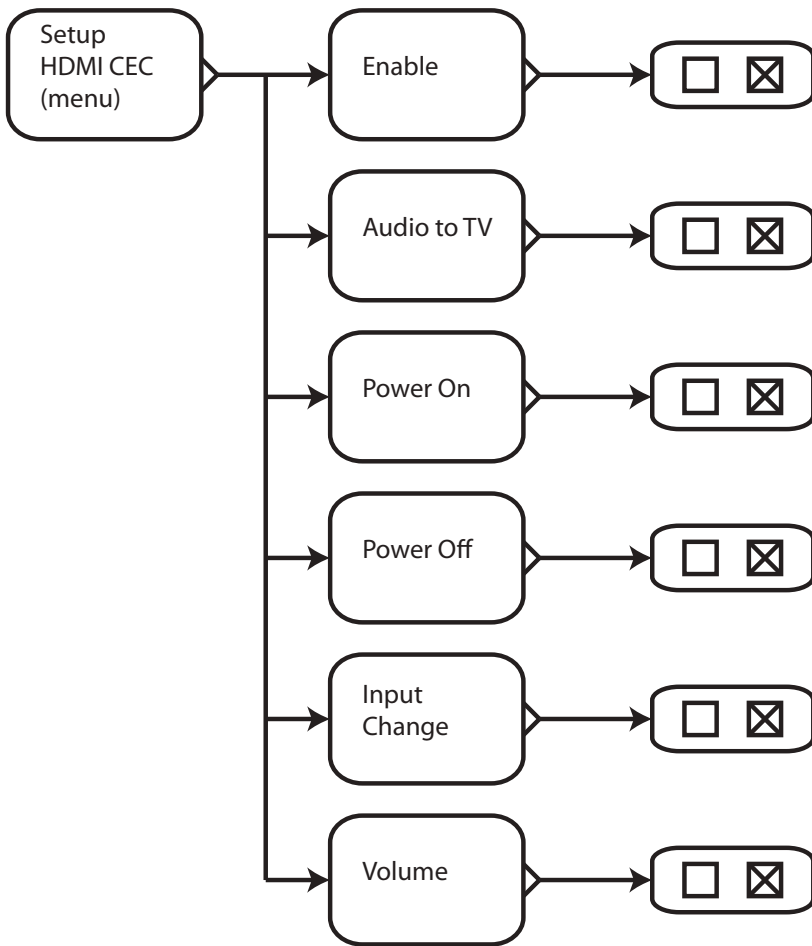 Setup
HDMI CEC
(menu)
Enable
Audio to TV
Power On
Power Off
Input
Change
Volume